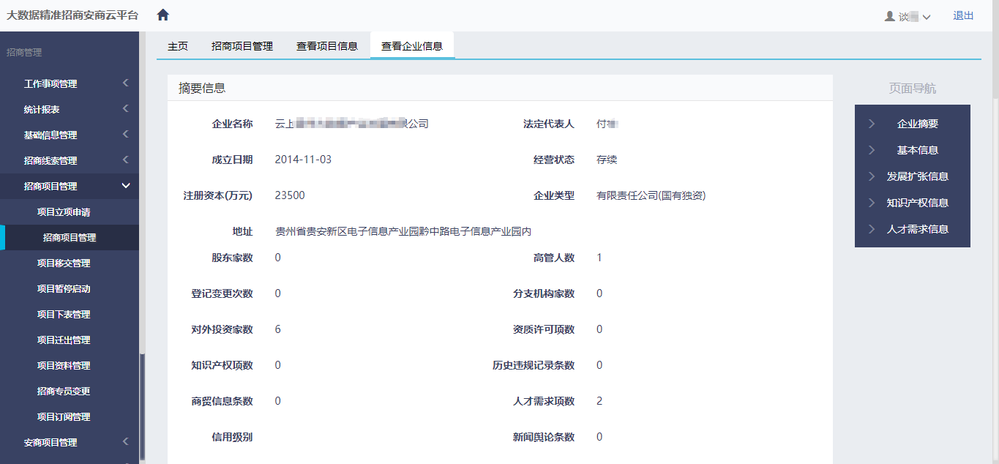 大数据精准招商安商云平台
谈
退出
招商管理
工作事项管理
统计报表
基础信息管理
招商线索管理
招商项目管理
项目立项申请
招商项目管理
项目移交管理
项目暂停启动
项目下表管理
项目迁出管理
项目资料管理
招商专员变更
项目订阅管理
安商项目管理
主页 招商项目管理 查看项目信息 查看企业信息
摘要信息
企业名称 云上 公司 法定代表人 付
成立日期 2014-11-03 经营状态 存续
注册资本(万元) 23500 企业类型 有限责任公司(国有独资)
地址 贵州省贵安新区电子信息产业园黔中路电子信息产业园内
股东家数 0 高管人数 1
登记变更次数 0 分支机构家数 0
对外投资家数 6 资质许可项数 0
知识产权项数 0 历史违规记录条数 0
商贸信息条数 0 人才需求项数 2
信用级别 新闻舆论条数 0
页面导航
企业摘要
基本信息
发展扩张信息
知识产权信息
人才需求信息